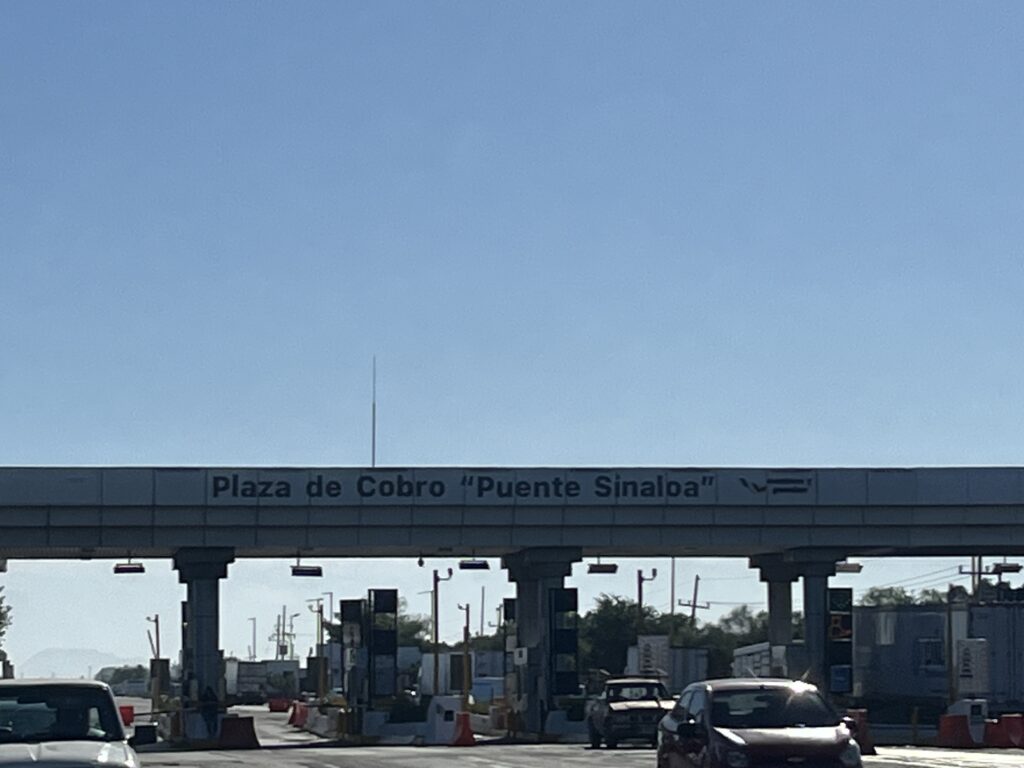 Plaza de Cobro “Puente Sinaloa”